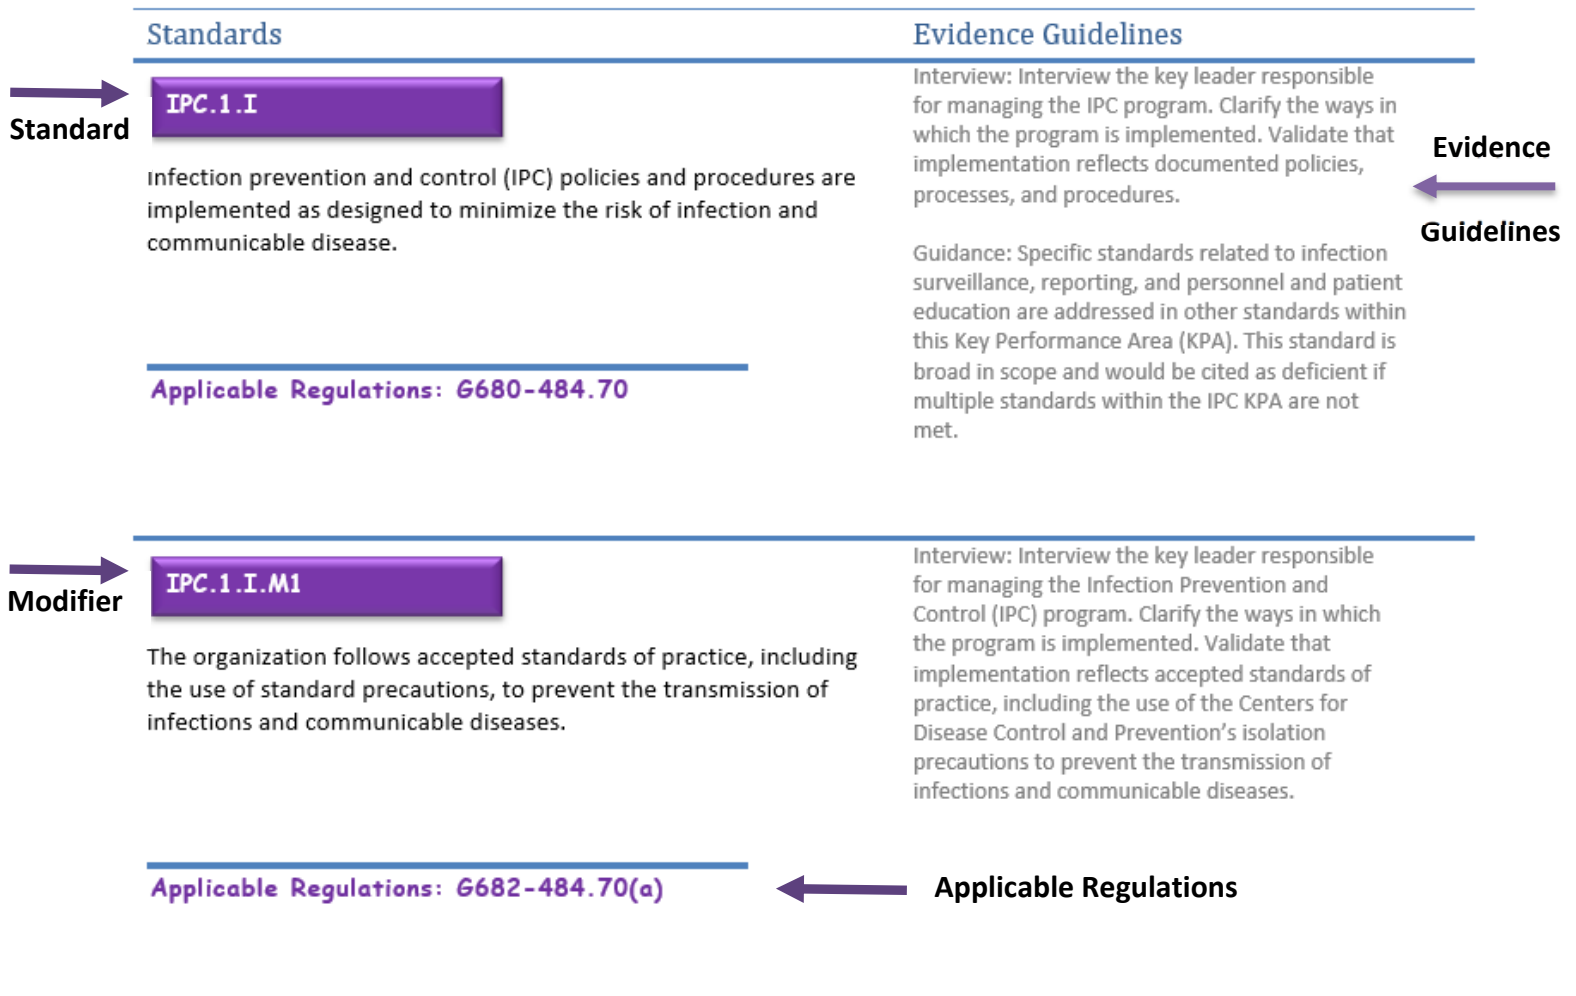 Standards
Evidence Guidelines
Standard
IPC.1.I
Infection prevention and control (IPC) policies and procedures are
implemented as designed to minimize the risk of infection and
communicable disease.
Applicable Regulations: G680-484.70
Interview: Interview the key leader responsible
for managing the IPC program. Clarify the ways in
which the program is implemented. Validate that
implementation reflects documented policies,
processes, and procedures.
Guidance: Specific standards related to infection
surveillance, reporting, and personnel and patient
education are addressed in other standards within
this Key Performance Area (KPA). This standard is
broad in scope and would be cited as deficient if
multiple standards within the IPC KPA are not
met.
Evidence
Guidelines
Modifier
IPC.1.I.M1
The organization follows accepted standards of practice, including
the use of standard precautions, to prevent the transmission of
infections and communicable diseases.
Interview: Interview the key leader responsible
for managing the Infection Prevention and
Control (IPC) program. Clarify the ways in which
the program is implemented. Validate that
implementation reflects accepted standards of
practice, including the use of the Centers for
Disease Control and Prevention’s isolation
precautions to prevent the transmission of
infections and communicable diseases.
Applicable Regulations: G682-484.70(a)
Applicable Regulations